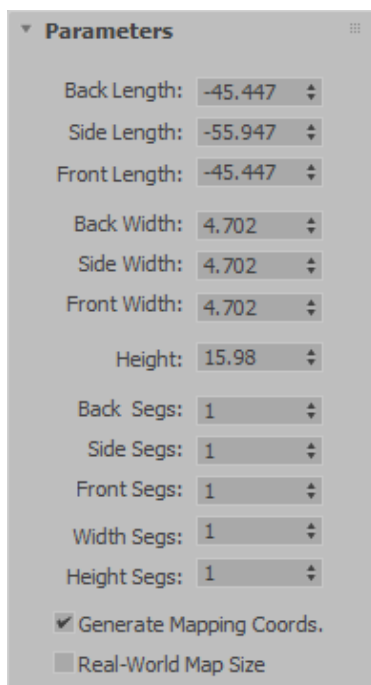 Parameters
Back Length: -45.447
Side Length: -55.947
Front Length: -45.447
Back Width: 4.702
Side Width: 4.702
Front Width: 4.702
Height: 15.98
Back Segs: 1
Side Segs: 1
Front Segs: 1
Width Segs: 1
Height Segs: 1
Generate Mapping Coords.
Real-World Map Size